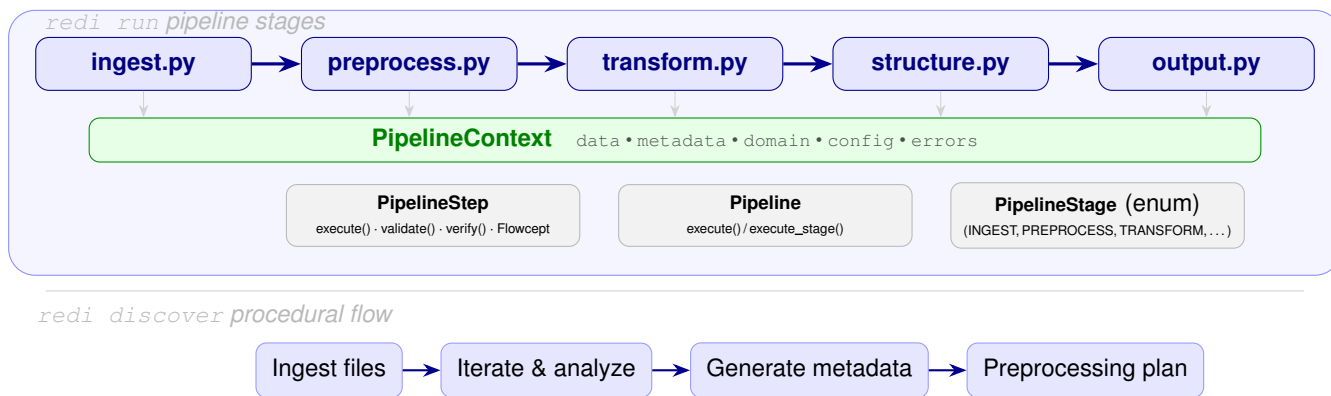 redi run pipeline stages
ingest.py preprocess.py transform.py structure.py output.py
PipelineContext data • metadata • domain • config • errors
PipelineStep
execute() · validate() · verify() · Flowcept
Pipeline
execute() / execute_stage()
PipelineStage (enum)
(INGEST, PREPROCESS, TRANSFORM, . . . )
redi discover procedural flow
Ingest files Iterate & analyze Generate metadata Preprocessing plan